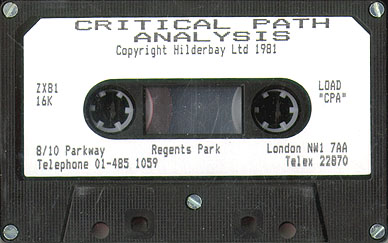 CRITICAL PATH
ANALYSIS
Copyright Hilderbay Ltd 1981
ZX81 LOAD
16K "CPA"
8/10 Parkway Regents Park London NW1 7AA
Telephone 01-485 1059 Telex 22870